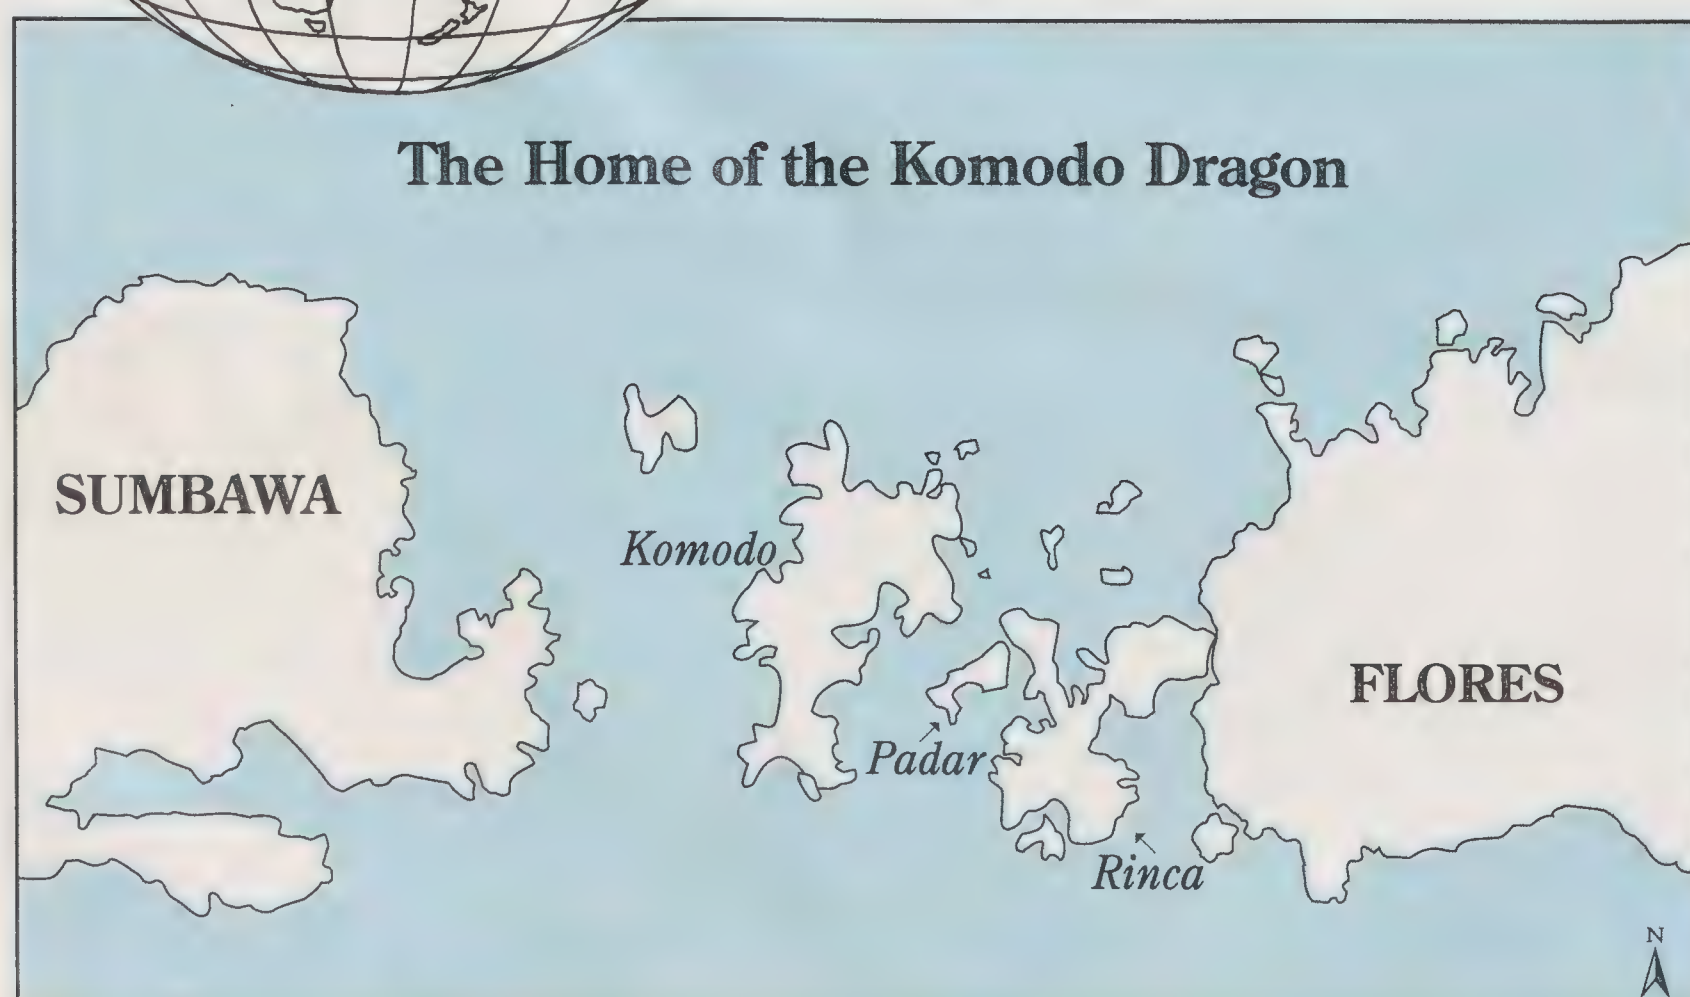 The Home of the Komodo Dragon
SUMBAWA
Komodo
FLORES
Padar
Rinca
N